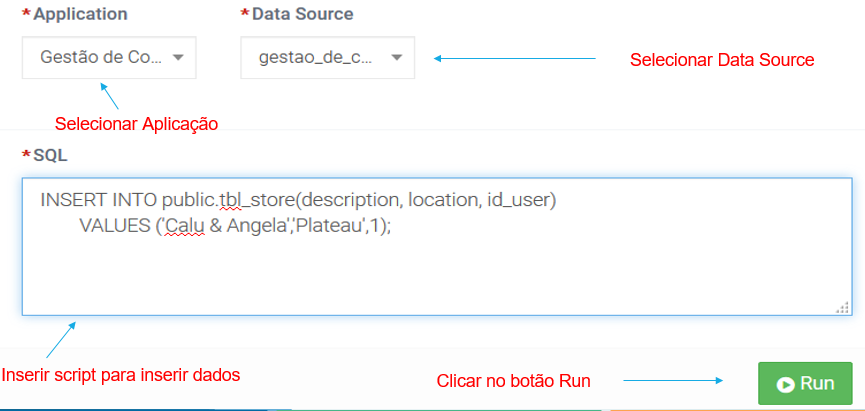 *Application *Data Source
Gestão de Co... gestao_de_c... Selecionar Data Source
Selecionar Aplicação
*SQL
INSERT INTO public.tbl_store(description, location, id_user)
VALUES ('Calu & Angela','Plateau',1);
Inserir script para inserir dados
Clicar no botão Run Run